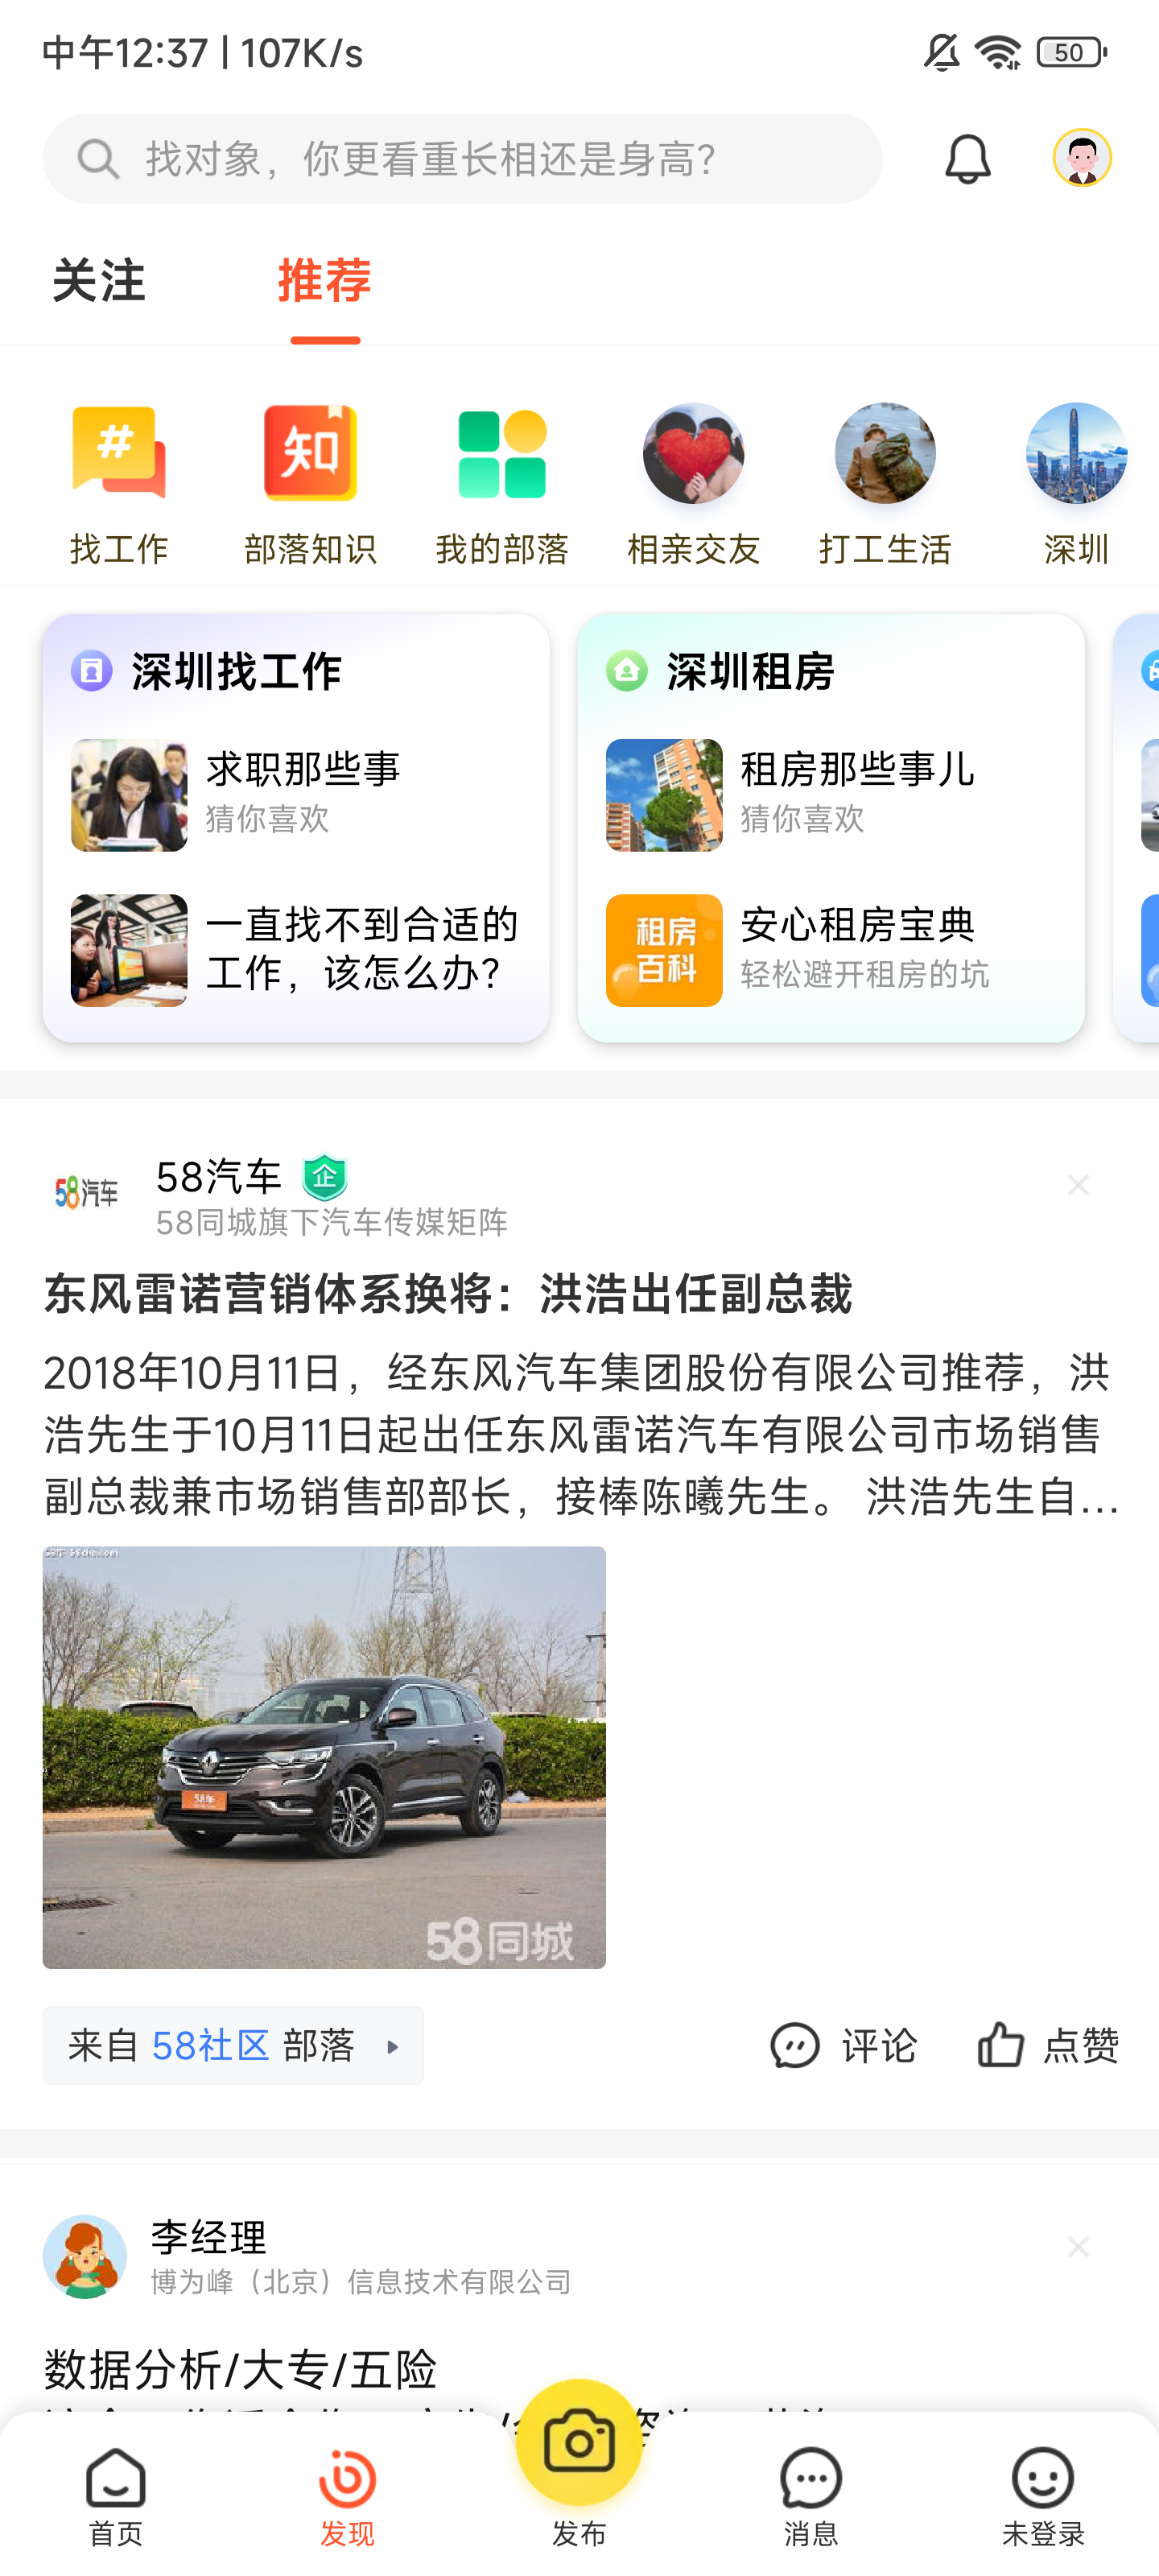 中午12:37 | 107K/s
50
找对象，你更看重长相还是身高?
关注
推荐
#
知
找工作
部落知识
我的部落
相亲交友
打工生活
深圳
深圳找工作
求职那些事
猜你喜欢
一直找不到合适的
工作，该怎么办?
深圳租房
租房那些事儿
猜你喜欢
租房
百科
安心租房宝典
轻松避开租房的坑
58汽车
58汽车
企
58同城旗下汽车传媒矩阵
东风雷诺营销体系换将：洪浩出任副总裁
2018年10月11日，经东风汽车集团股份有限公司推荐，洪
浩先生于10月11日起出任东风雷诺汽车有限公司市场销售
副总裁兼市场销售部部长，接棒陈曦先生。 洪浩先生自...
58车
58同城
来自 58社区 部落
评论
点赞
李经理
博为峰（北京）信息技术有限公司
数据分析/大专/五险
首页
发现
发布
消息
未登录